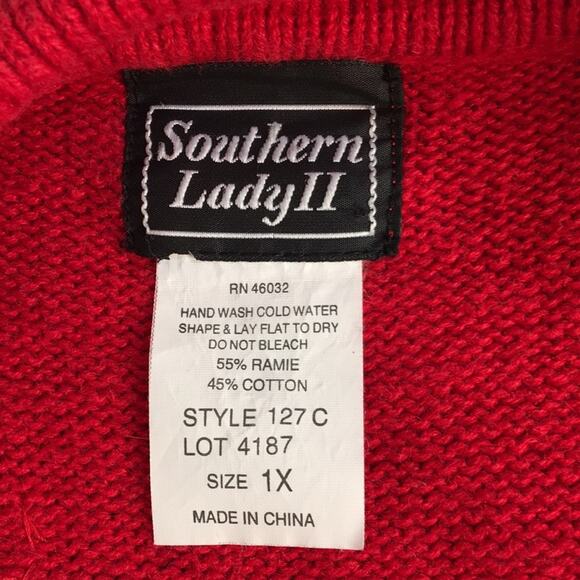 Southern
Lady II
RN 46032
HAND WASH COLD WATER
SHAPE & LAY FLAT TO DRY
DO NOT BLEACH
55% RAMIE
45% COTTON
STYLE 127 C
LOT 4187
SIZE 1X
MADE IN CHINA